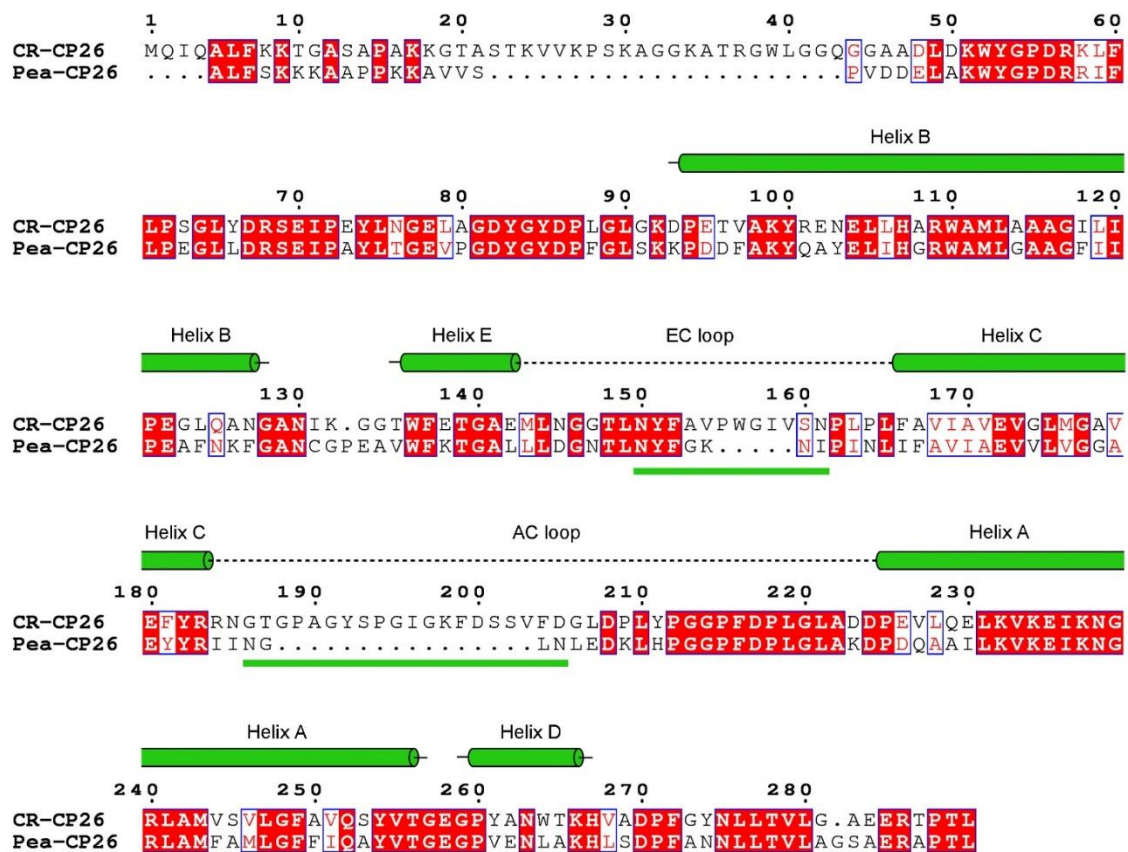 1 10 20 30 40 50 60
CR-CP26 MQIQALFKKTGASAPAKKGTASTKVVKPSKAGGKATRGWLGGQGGAADLDKWYGPDRKLF
Pea-CP26 ....ALFSKKKAAPKKAVVS.......................PVDDELAKWYGPDRRIF
Helix B
70 80 90 100 110 120
CR-CP26 LPSGLYDRSEIPEYLNGELAGDYGYDPLGLGKDPETVAKYRENELLHARWAMLAAAGILI
Pea-CP26 LPEGLLDRSEIPAYLTGEVPGDYGYDPFGLSKKPDDFAKYQAYELIHGRWAMLGAAGFII
Helix B Helix E EC loop Helix C
130 140 150 160 170
CR-CP26 PEGLQANGANIK.GGTWFETGAEMLNGGTLNYFAVPWGIVSNPLPLFAVIAVEVGLMGAV
Pea-CP26 PEAFNKFGANCGPEAVWFKTGALLLDGNTLNYFGK.....NIPINLIFAVIAEVVLVGGA
Helix C AC loop Helix A
180 190 200 210 220 230
CR-CP26 EFYRRNGTGPAGYSPGIGKFDSSVFDGLDPLYPGGPFDPLGLADDPEVLQELKVKEIKNG
Pea-CP26 EYYRIING................LNLEDKLHPGGPFDPLGLAKDPDQAAILKVKEIKNG
Helix A Helix D
240 250 260 270 280
CR-CP26 RLAMVSVLGFAVQSYVTGEGPYANWTKHVADPFGYNLLTVLG.AEERTPTL
Pea-CP26 RLAMFAMLGFFIQAYVTGEGPVENLAKHLSDPFANNLLTVLAGSAERAPTL